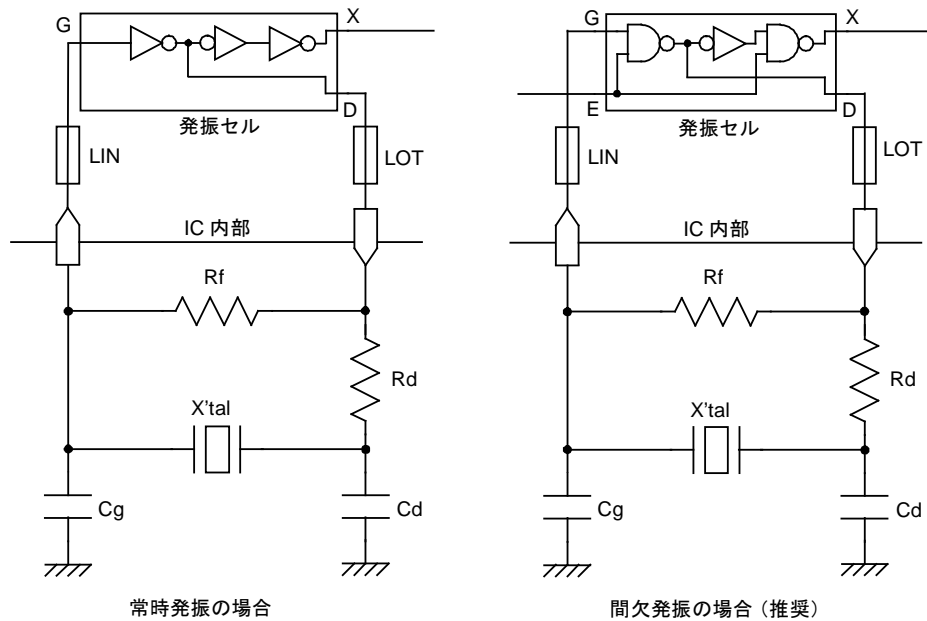 G
X
D
発振セル
LIN
LOT
IC 内部
Rf
Rd
X'tal
Cg
Cd
常時発振の場合
G
X
E
D
発振セル
LIN
LOT
IC 内部
Rf
Rd
X'tal
Cg
Cd
間欠発振の場合（推奨）